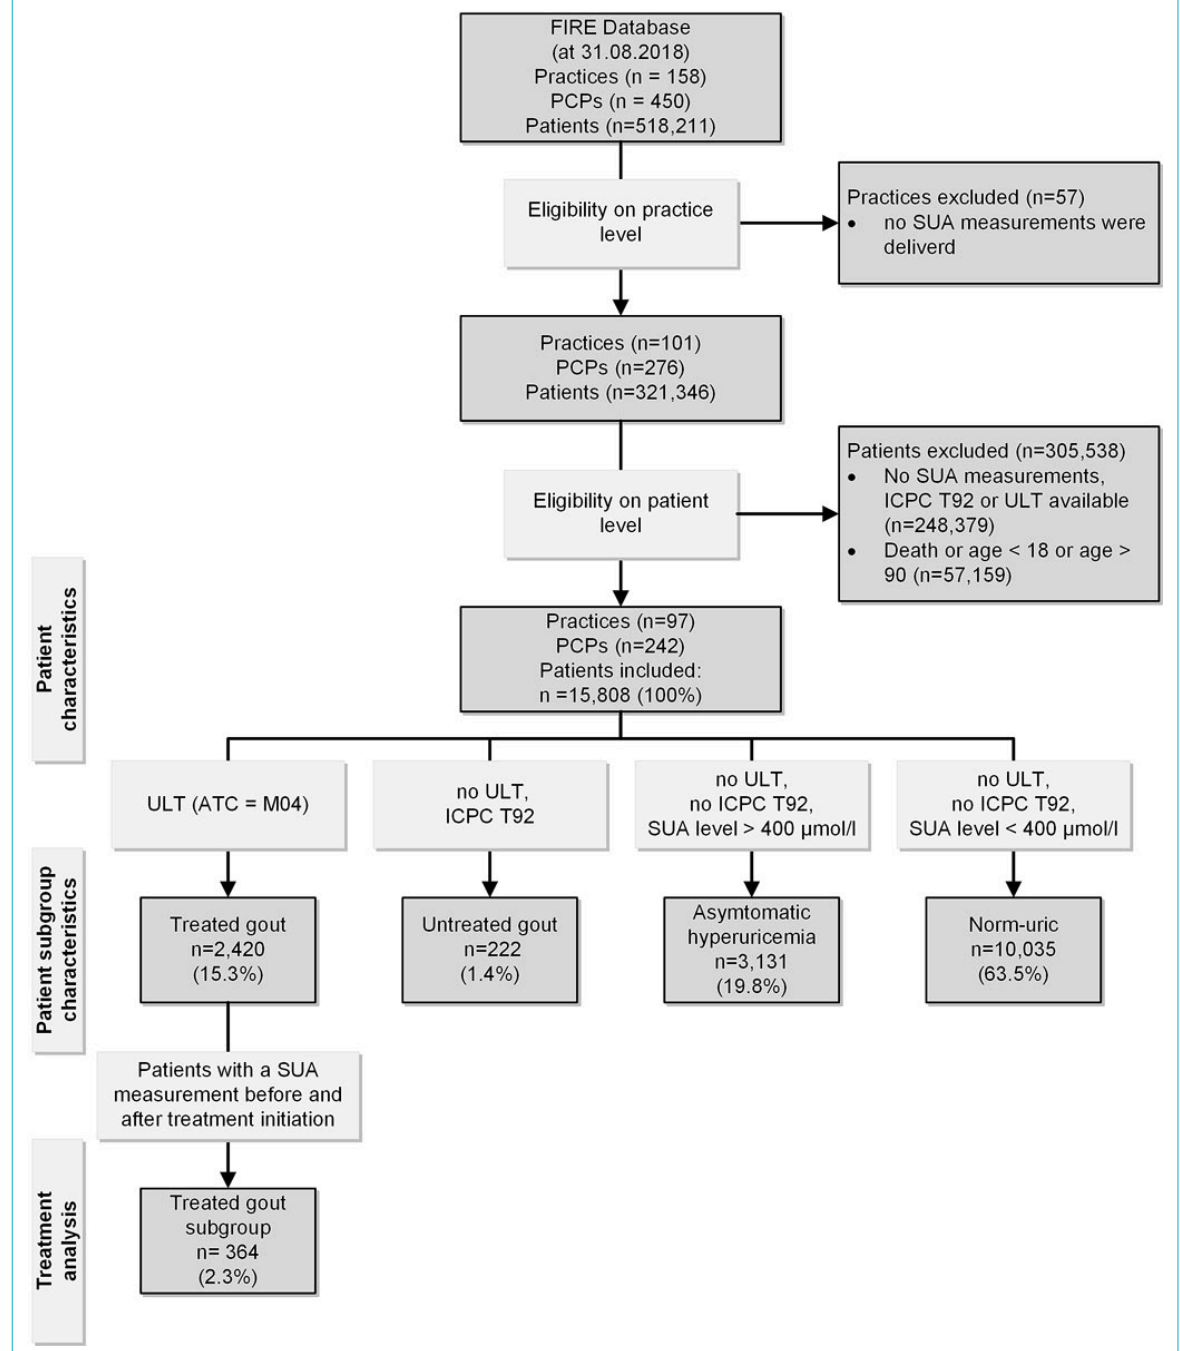 FIRE Database
(at 31.08.2018)
Practices (n = 158)
PCPs (n = 450)
Patients (n=518,211)
Eligibility on practice
level
Practices excluded (n=57)
• no SUA measurements were
deliverd
Practices (n=101)
PCPs (n=276)
Patients (n=321,346)
Eligibility on patient
level
Patients excluded (n=305,538)
• No SUA measurements,
ICPC T92 or ULT available
(n=248,379)
• Death or age < 18 or age >
90 (n=57,159)
Patient
characteristics
Practices (n=97)
PCPs (n=242)
Patients included:
n =15,808 (100%)
ULT (ATC = M04)
no ULT,
ICPC T92
no ULT,
no ICPC T92,
SUA level > 400 µmol/l
no ULT,
no ICPC T92,
SUA level < 400 µmol/l
Patient subgroup
characteristics
Treated gout
n=2,420
(15.3%)
Untreated gout
n=222
(1.4%)
Asymtomatic
hyperuricemia
n=3,131
(19.8%)
Norm-uric
n=10,035
(63.5%)
Patients with a SUA
measurement before and
after treatment initiation
Treatment
analysis
Treated gout
subgroup
n= 364
(2.3%)